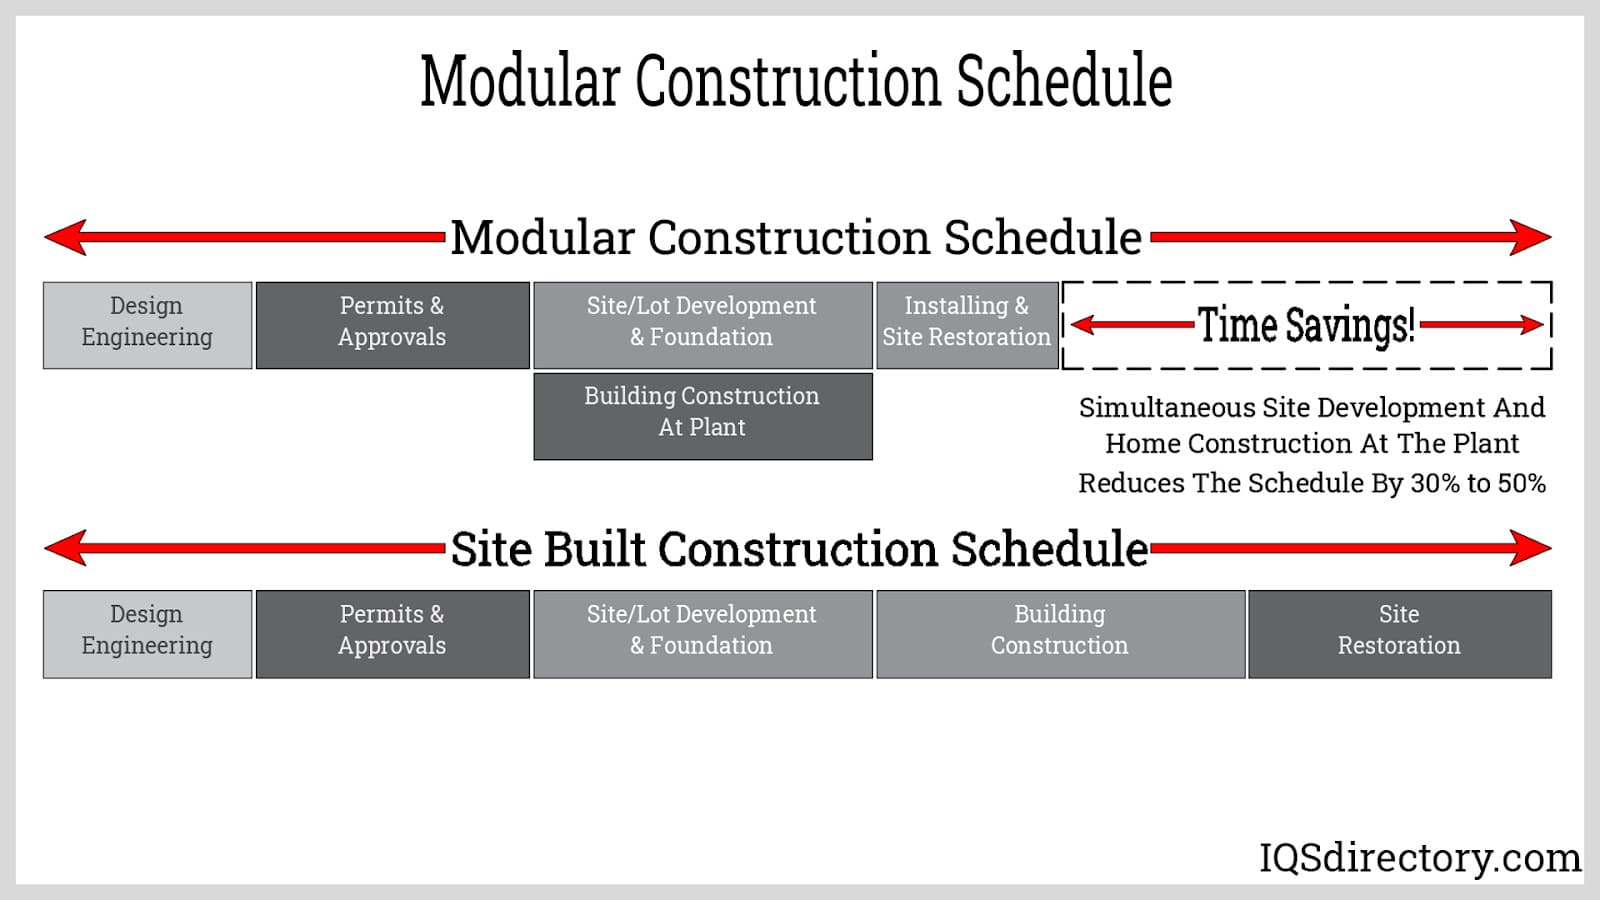 Modular Construction Schedule
Modular Construction Schedule
Design
Engineering
Permits &
Approvals
Site/Lot Development
& Foundation
Installing &
Site Restoration
Time Savings!
Building Construction
At Plant
Simultaneous Site Development And
Home Construction At The Plant
Reduces The Schedule By 30% to 50%
Site Built Construction Schedule
Design
Engineering
Permits &
Approvals
Site/Lot Development
& Foundation
Building
Construction
Site
Restoration
IQSdirectory.com